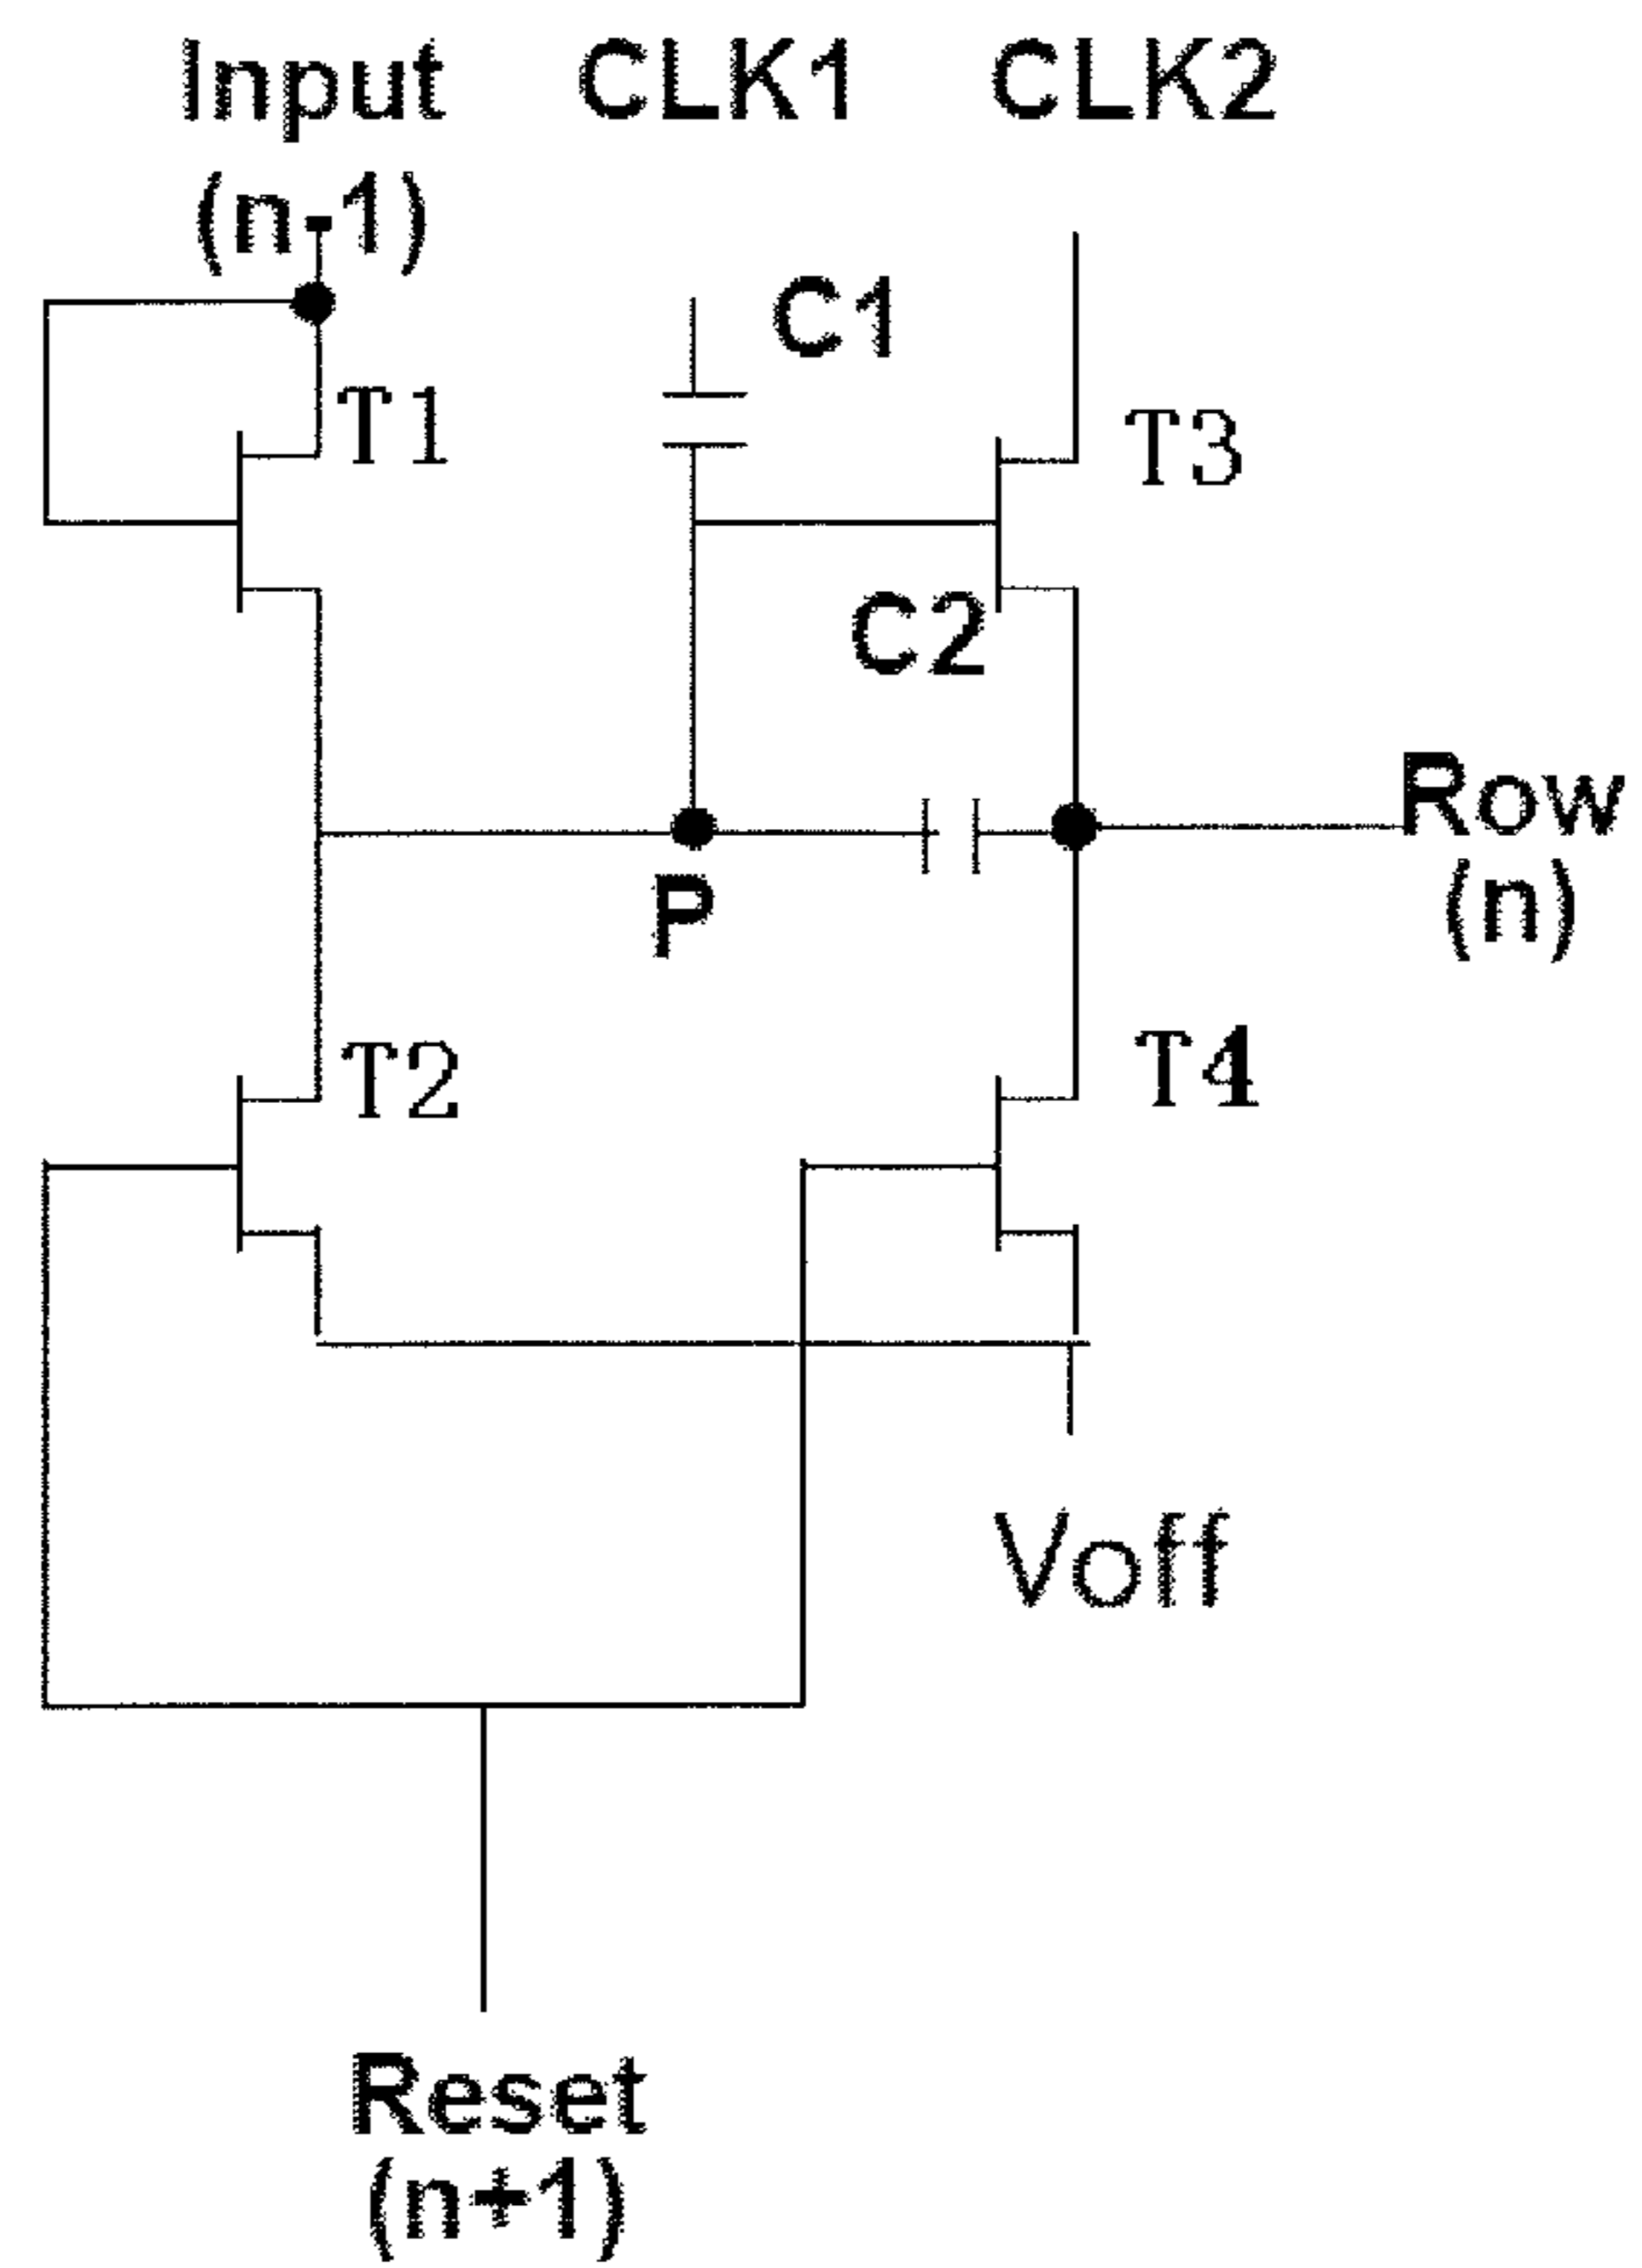 Input CLK1 CLK2
(n-1)
C1
T1
T3
C2
Row
(n)
P
T2
T4
Voff
Reset
(n+1)